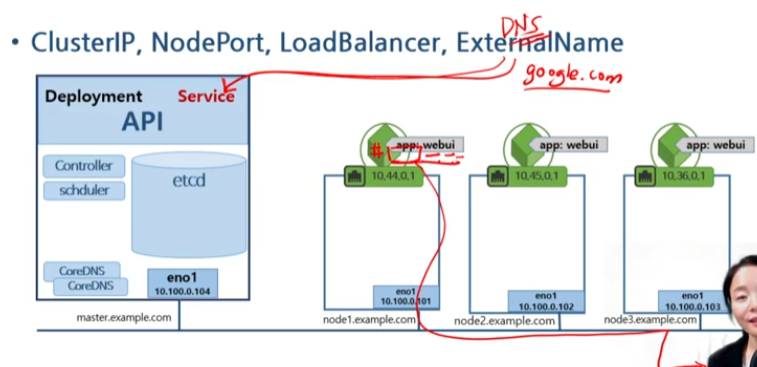 DNS
• ClusterIP, NodePort, LoadBalancer, ExternalName
google.com
Deployment Service
API
Controller
schduler
etcd
CoreDNS
CoreDNS
eno1
10.100.0.104
master.example.com
# app: webui
10,44,0,1
eno1
10.100.0.101
node1.example.com
app: webui
10,45,0,1
eno1
10.100.0.102
node2.example.com
app: webui
10,36,0,1
eno1
10.100.0.103
node3.example.com